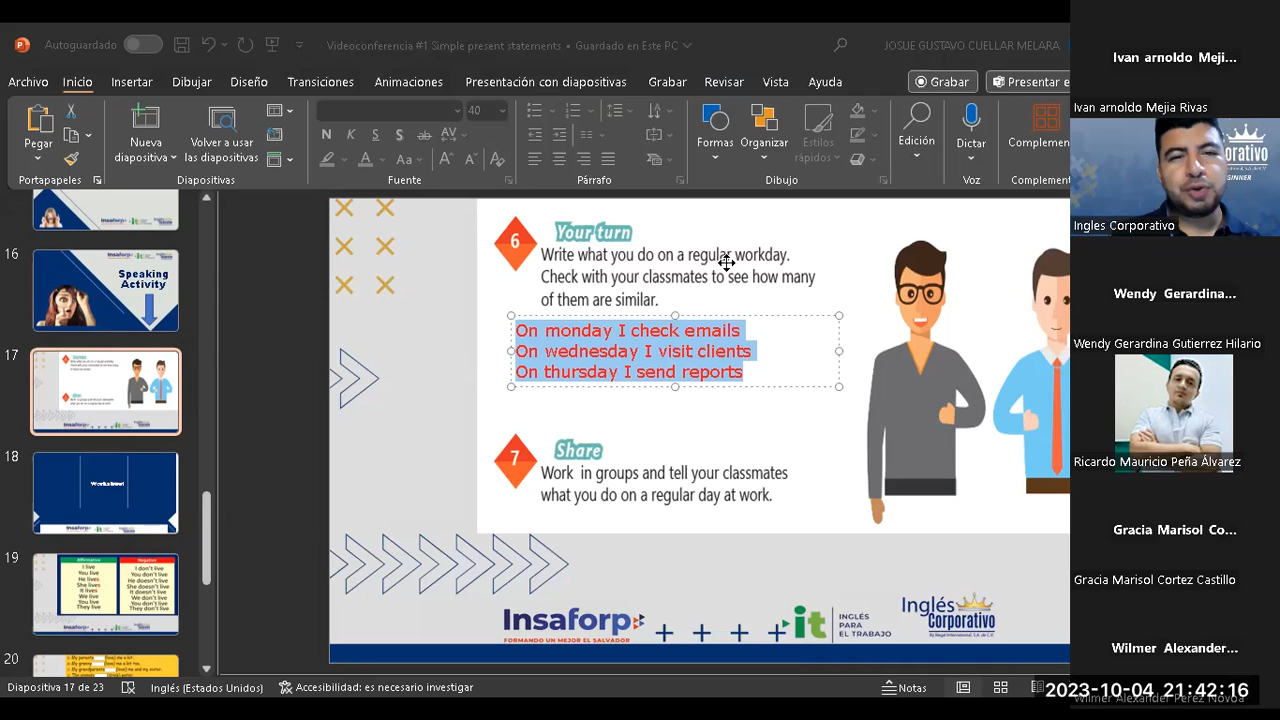 Autoguardado
Videoconferencia #1 Simple present statements • Guardado en Este PC
JOSUE GUSTAVO CUELLAR MELARA
Archivo Inicio Insertar Dibujar Diseño Transiciones Animaciones Presentación con diapositivas Grabar Revisar Vista Ayuda
Grabar
Presentar e
40
Pegar
Nueva diapositiva
Volver a usar las diapositivas
Formas
Organizar
Estilos rápidos
Edición
Dictar
Complemen
Portapapeles
Diapositivas
Fuente
Párrafo
Dibujo
Voz
Complement
16
Speaking
Activity
17
18
19
Affirmative
Negative
I live
You live
He lives
She lives
It lives
We live
You live
They live
I don't live
You don't live
He doesn't live
She doesn't live
It doesn't live
We don't live
You don't live
They don't live
20
6
Your turn
Write what you do on a regular workday.
Check with your classmates to see how many
of them are similar.
On monday I check emails
On wednesday I visit clients
On thursday I send reports
7
Share
Work in groups and tell your classmates
what you do on a regular day at work.
Insaforp
FORMANDO UN MEJOR EL SALVADOR
it
INGLÉS
PARA
EL TRABAJO
Inglés
Corporativo
Ivan arnoldo Meji...
Ivan arnoldo Mejia Rivas
Ingles Corporativo
Wendy Gerardina...
Wendy Gerardina Gutierrez Hilario
Ricardo Mauricio Peña Álvarez
Gracia Marisol Co...
Gracia Marisol Cortez Castillo
Wilmer Alexander...
Wilmer Alexander Perez Novoa
Diapositiva 17 de 23
Inglés (Estados Unidos)
Accesibilidad: es necesario investigar
Notas
2023-10-04 21:42:16